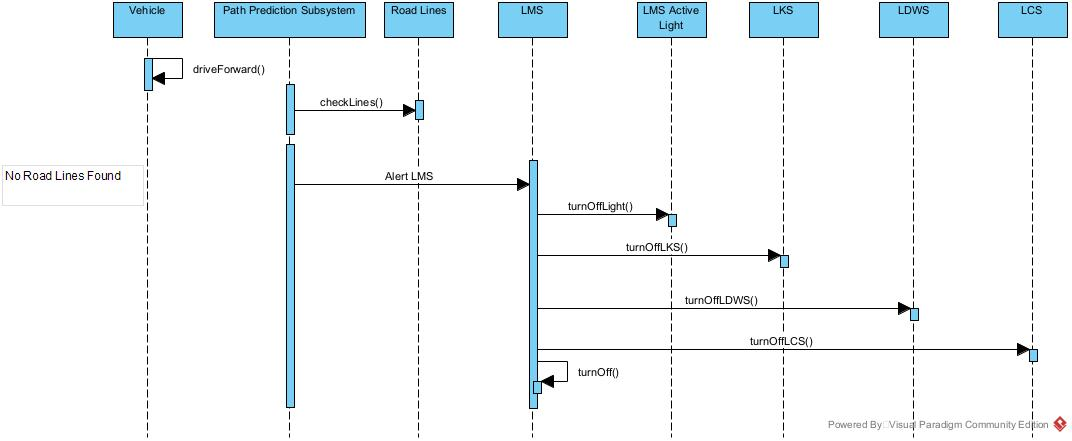 Vehicle
Path Prediction Subsystem
Road Lines
LMS
LMS Active
Light
LKS
LDWS
LCS
driveForward()
checkLines()
No Road Lines Found
Alert LMS
turnOffLight()
turnOffLKS()
turnOffLDWS()
turnOffLCS()
turnOff()
Powered By Visual Paradigm Community Edition